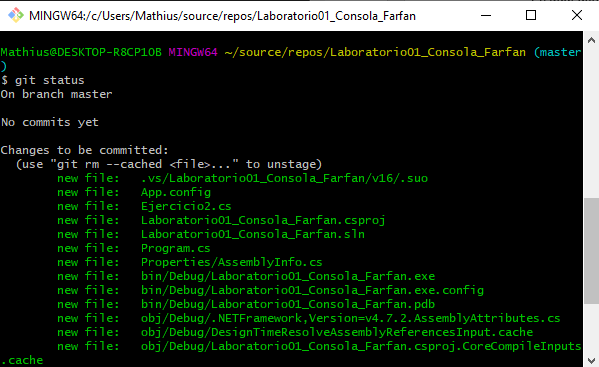 MINGW64:/c/Users/Mathius/source/repos/Laboratorio01_Consola_Farfan
Mathius@DESKTOP-R8CP1OB MINGW64 ~/source/repos/Laboratorio01_Consola_Farfan (master
)
$ git status
On branch master
No commits yet
Changes to be committed:
(use "git rm --cached <file>..." to unstage)
new file: .vs/Laboratorio01_Consola_Farfan/v16/.suo
new file: App.config
new file: Ejercicio2.cs
new file: Laboratorio01_Consola_Farfan.csproj
new file: Laboratorio01_Consola_Farfan.sln
new file: Program.cs
new file: Properties/AssemblyInfo.cs
new file: bin/Debug/Laboratorio01_Consola_Farfan.exe
new file: bin/Debug/Laboratorio01_Consola_Farfan.exe.config
new file: bin/Debug/Laboratorio01_Consola_Farfan.pdb
new file: obj/Debug/.NETFramework,Version=v4.7.2.AssemblyAttributes.cs
new file: obj/Debug/DesignTimeResolveAssemblyReferencesInput.cache
new file: obj/Debug/Laboratorio01_Consola_Farfan.csproj.CoreCompileInputs
.cache